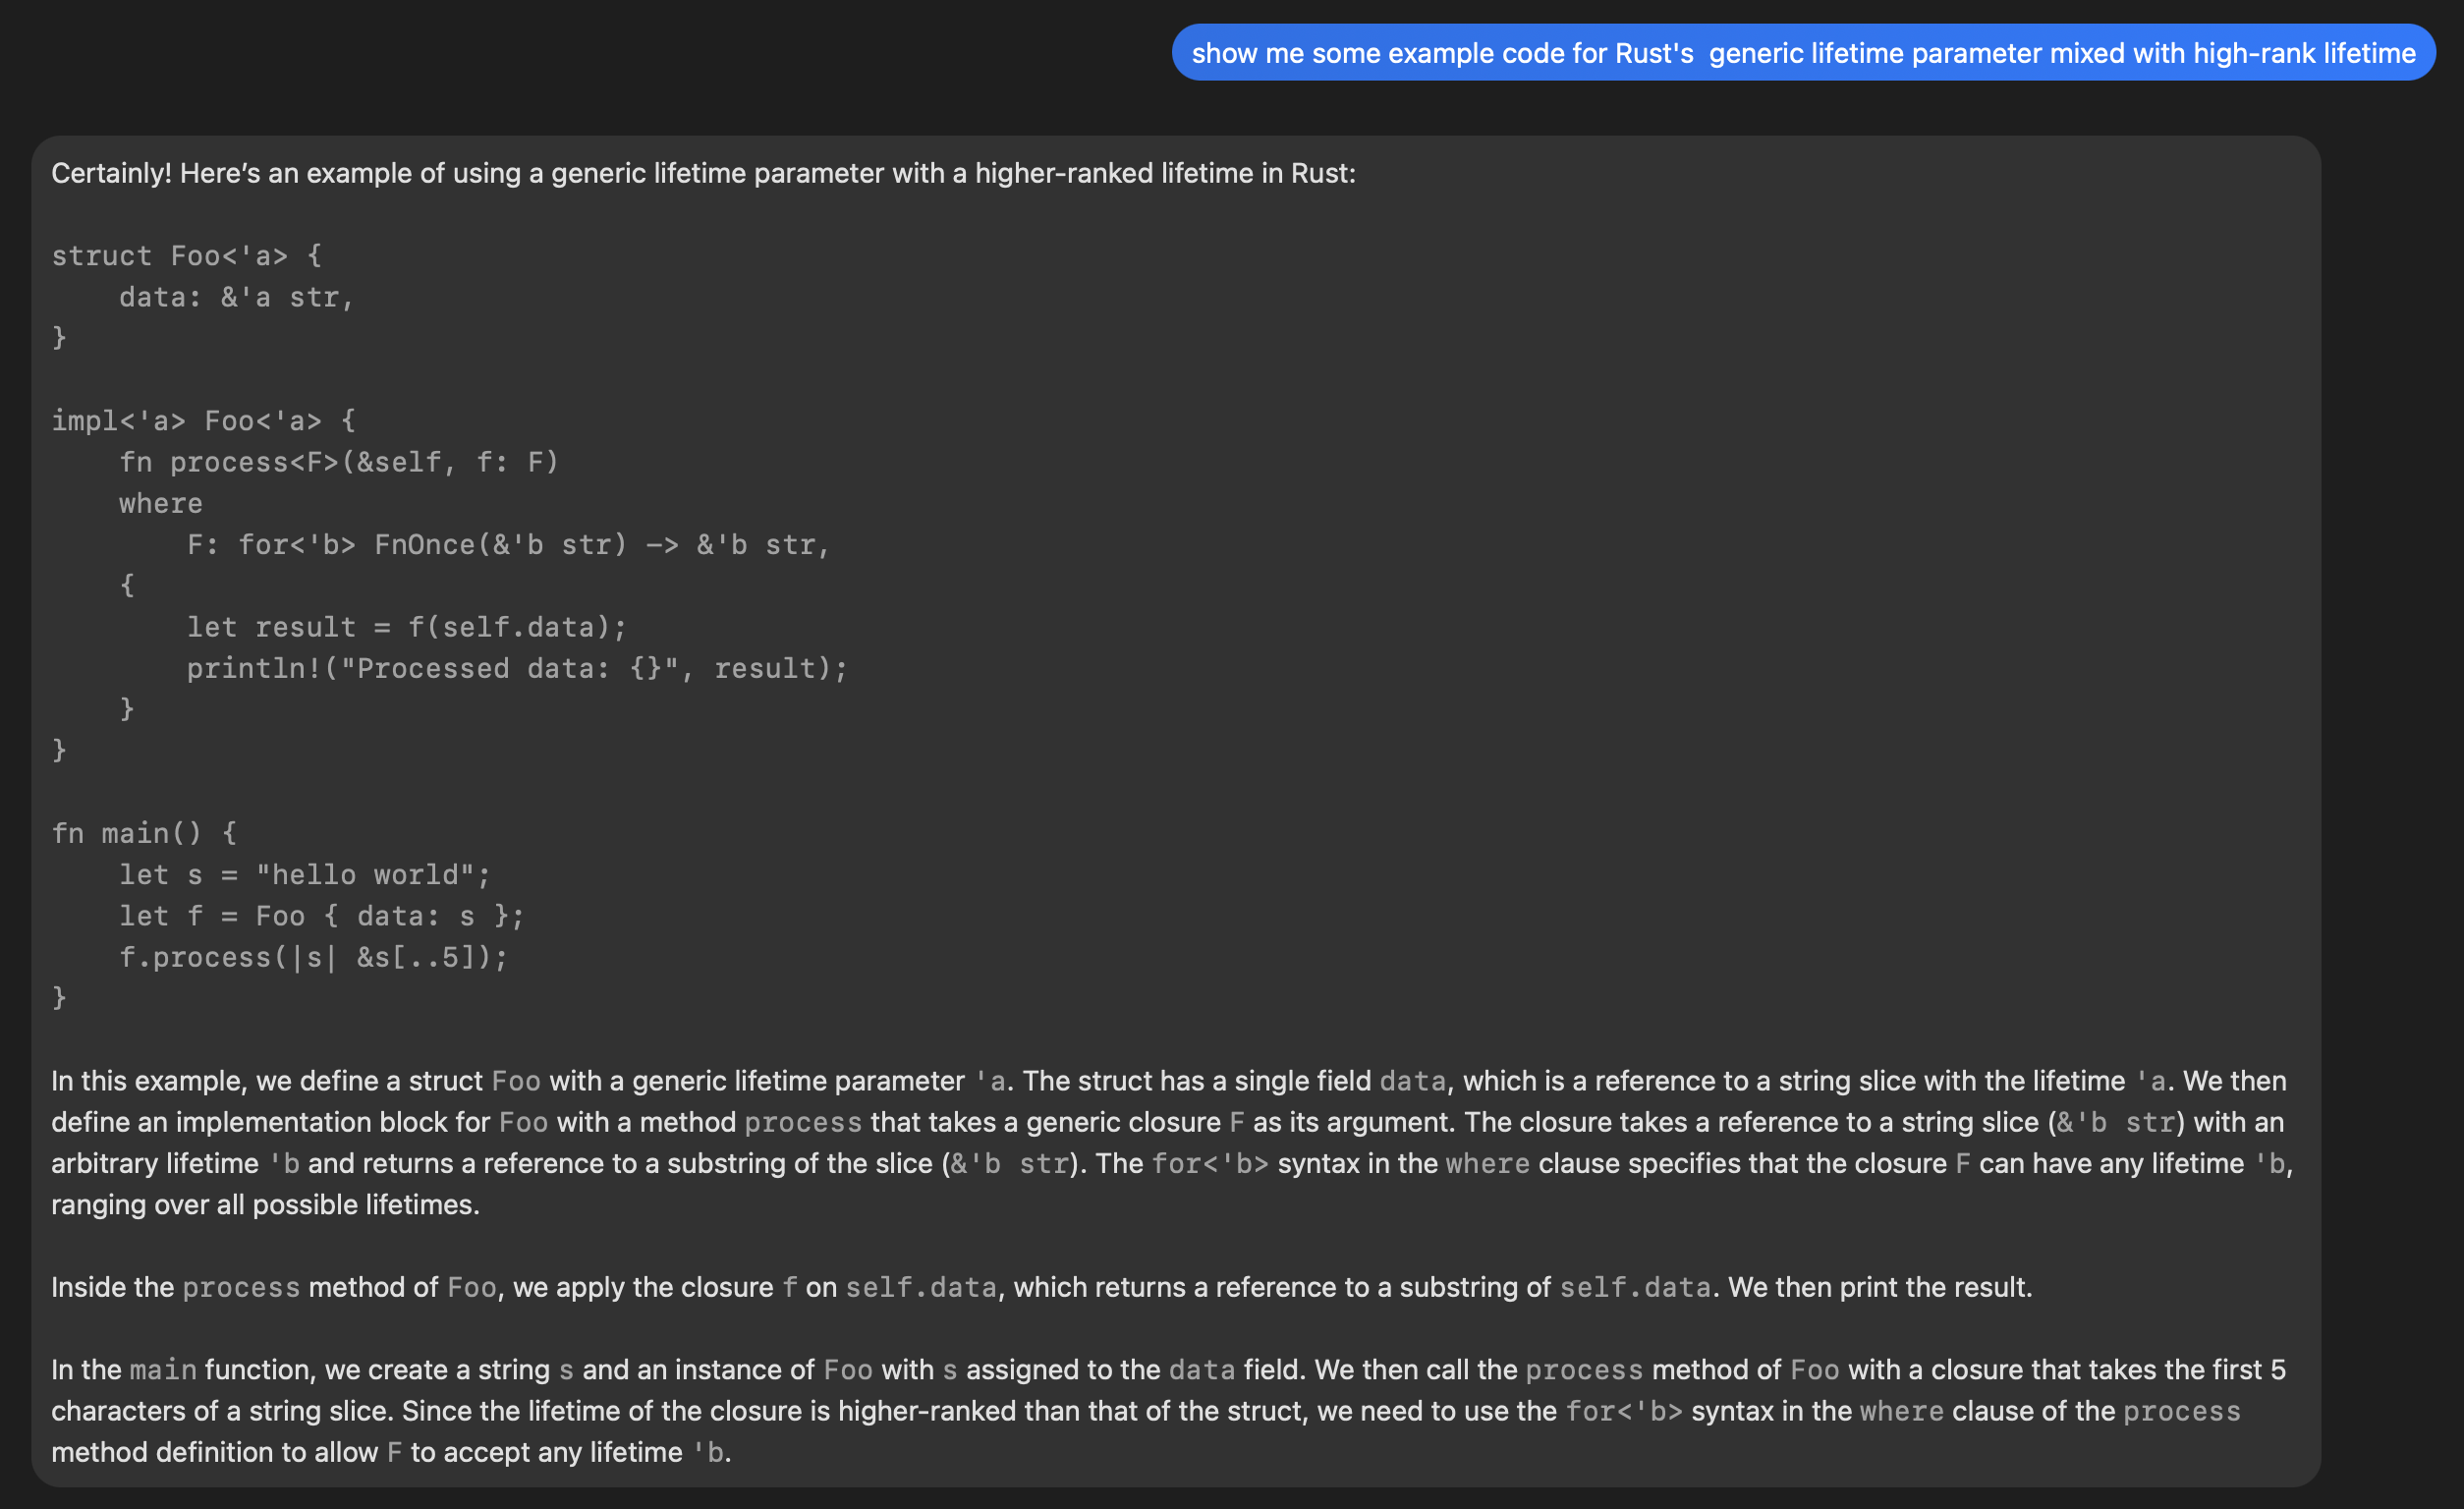 show me some example code for Rust's  generic lifetime parameter mixed with high-rank lifetime
Certainly! Here’s an example of using a generic lifetime parameter with a higher-ranked lifetime in Rust:
struct Foo<'a> {
    data: &'a str,
}
impl<'a> Foo<'a> {
    fn process<F>(&self, f: F)
    where
        F: for<'b> FnOnce(&'b str) -> &'b str,
    {
        let result = f(self.data);
        println!("Processed data: {}", result);
    }
}
fn main() {
    let s = "hello world";
    let f = Foo { data: s };
    f.process(|s| &s[..5]);
}
In this example, we define a struct Foo with a generic lifetime parameter 'a. The struct has a single field data, which is a reference to a string slice with the lifetime 'a. We then
define an implementation block for Foo with a method process that takes a generic closure F as its argument. The closure takes a reference to a string slice (&'b str) with an
arbitrary lifetime 'b and returns a reference to a substring of the slice (&'b str). The for<'b> syntax in the where clause specifies that the closure F can have any lifetime 'b,
ranging over all possible lifetimes.
Inside the process method of Foo, we apply the closure f on self.data, which returns a reference to a substring of self.data. We then print the result.
In the main function, we create a string s and an instance of Foo with s assigned to the data field. We then call the process method of Foo with a closure that takes the first 5
characters of a string slice. Since the lifetime of the closure is higher-ranked than that of the struct, we need to use the for<'b> syntax in the where clause of the process
method definition to allow F to accept any lifetime 'b.